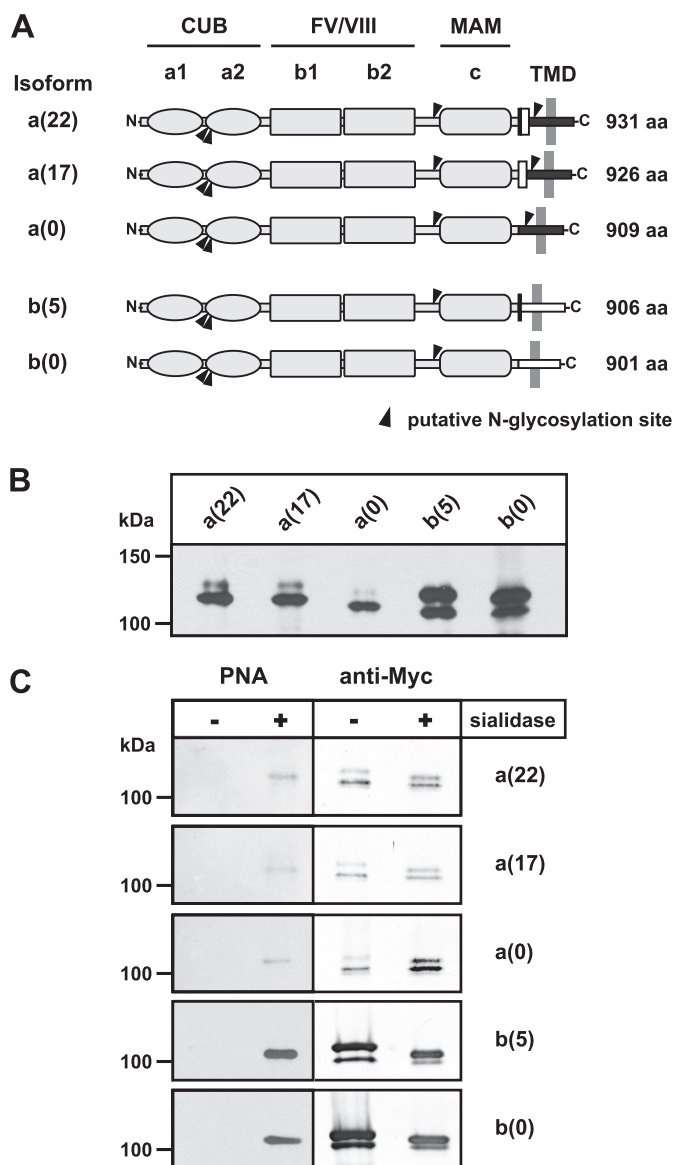 A
CUB FV/VIII MAM
Isoform a1 a2 b1 b2 c TMD
a(22) N- -C 931 aa
a(17) N- -C 926 aa
a(0) N- -C 909 aa
b(5) N- -C 906 aa
b(0) N- -C 901 aa
putative N-glycosylation site
B
kDa a(22) a(17) a(0) b(5) b(0)
150
100
C
PNA anti-Myc
- + - + sialidase
kDa
100 a(22)
100 a(17)
100 a(0)
100 b(5)
100 b(0)